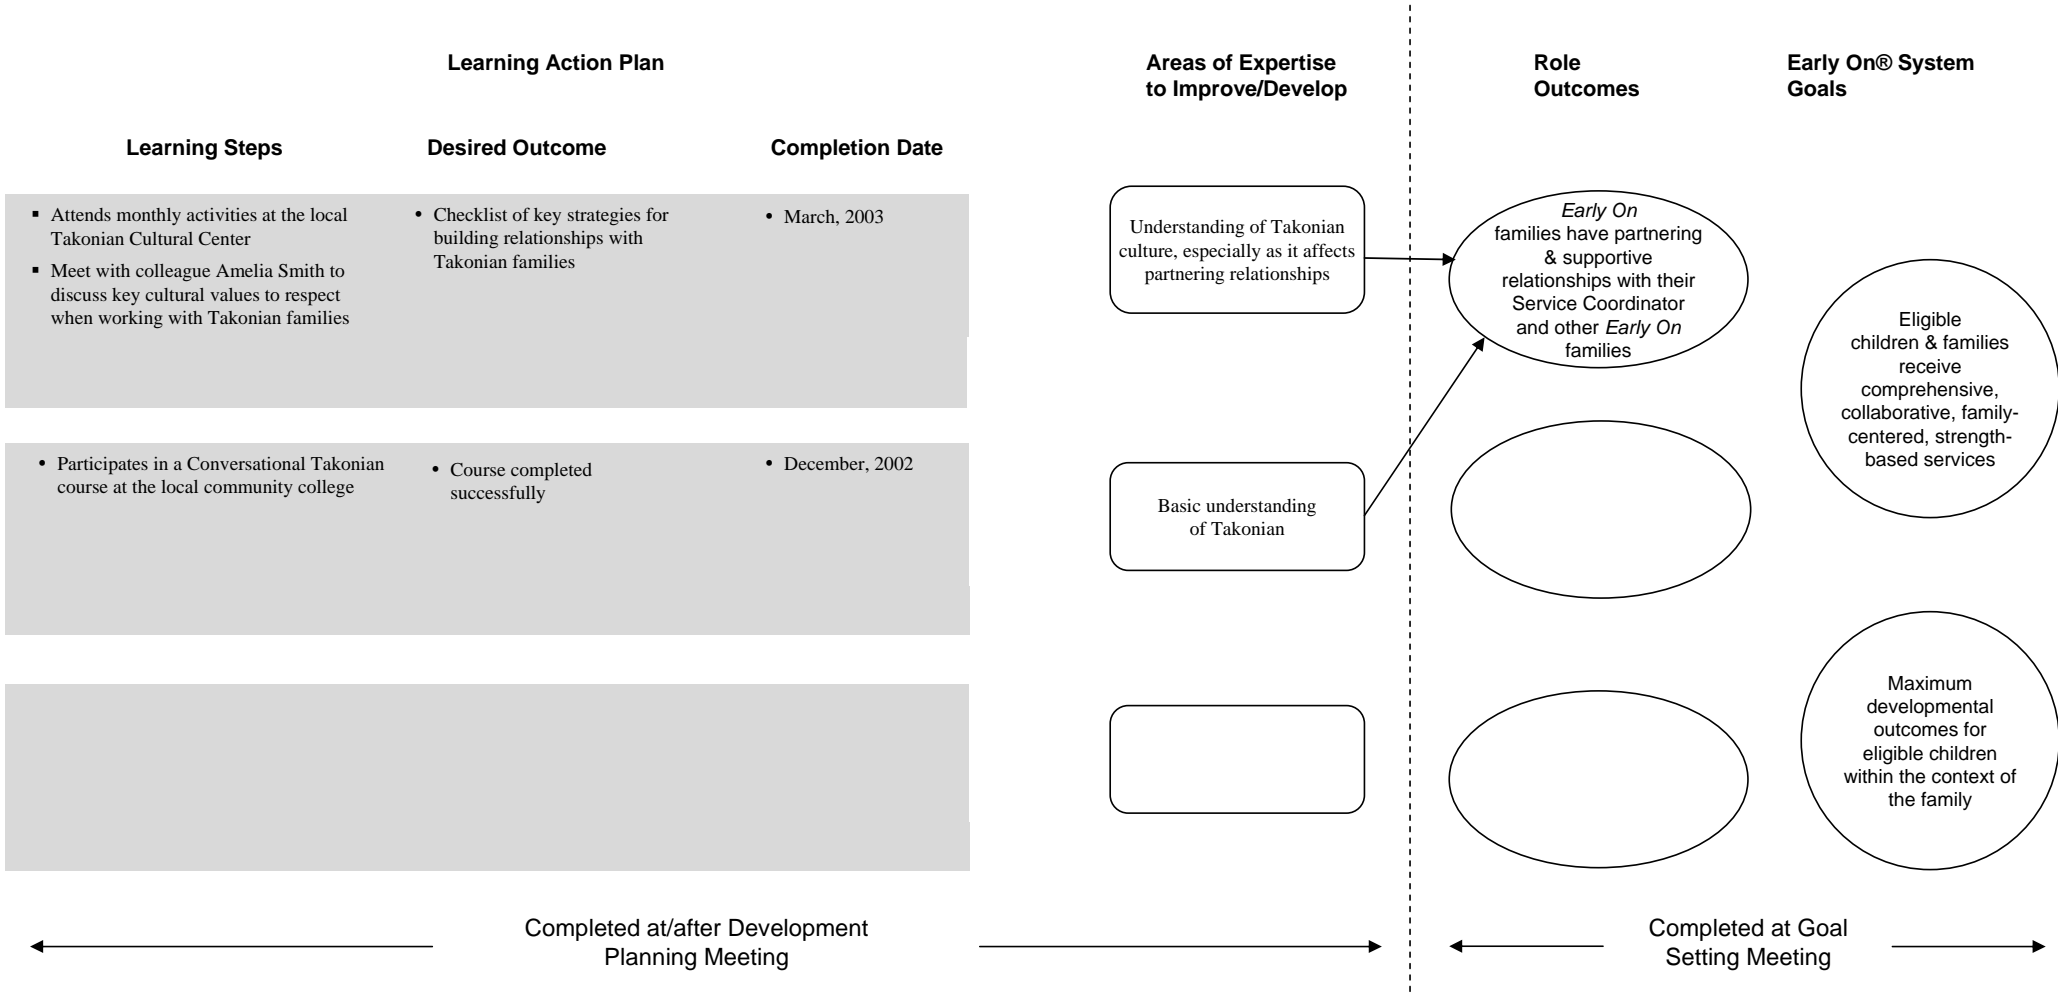 Learning Action Plan
Areas of Expertise
to Improve/Develop
Role
Outcomes
Early On® System
Goals
Learning Steps
Desired Outcome
Completion Date
▪ Attends monthly activities at the local
Takonian Cultural Center
▪ Meet with colleague Amelia Smith to
discuss key cultural values to respect
when working with Takonian families
• Checklist of key strategies for
building relationships with
Takonian families
• March, 2003
Understanding of Takonian
culture, especially as it affects
partnering relationships
Early On
families have partnering
& supportive
relationships with their
Service Coordinator
and other Early On
families
Eligible
children & families
receive
comprehensive,
collaborative, family-
centered, strength-
based services
• Participates in a Conversational Takonian
course at the local community college
• Course completed
successfully
• December, 2002
Basic understanding
of Takonian
Maximum
developmental
outcomes for
eligible children
within the context of
the family
Completed at/after Development
Planning Meeting
Completed at Goal
Setting Meeting